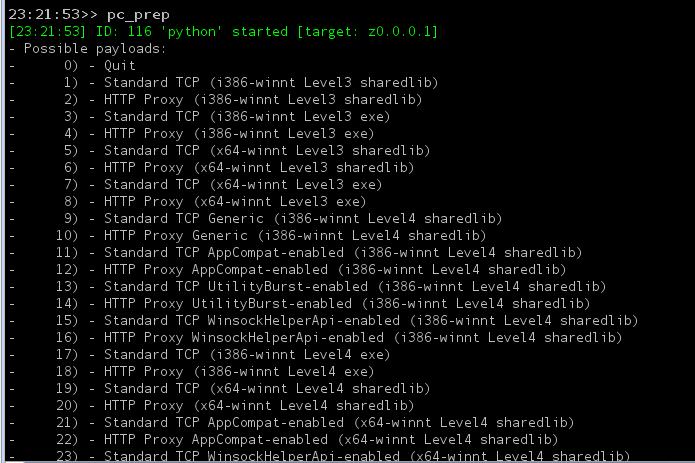 23:21:53>> pc_prep
[23:21:53] ID: 116 'python' started [target: z0.0.0.1]
- Possible payloads:
-      0) - Quit
-      1) - Standard TCP (i386-winnt Level3 sharedlib)
-      2) - HTTP Proxy (i386-winnt Level3 sharedlib)
-      3) - Standard TCP (i386-winnt Level3 exe)
-      4) - HTTP Proxy (i386-winnt Level3 exe)
-      5) - Standard TCP (x64-winnt Level3 sharedlib)
-      6) - HTTP Proxy (x64-winnt Level3 sharedlib)
-      7) - Standard TCP (x64-winnt Level3 exe)
-      8) - HTTP Proxy (x64-winnt Level3 exe)
-      9) - Standard TCP Generic (i386-winnt Level4 sharedlib)
-     10) - HTTP Proxy Generic (i386-winnt Level4 sharedlib)
-     11) - Standard TCP AppCompat-enabled (i386-winnt Level4 sharedlib)
-     12) - HTTP Proxy AppCompat-enabled (i386-winnt Level4 sharedlib)
-     13) - Standard TCP UtilityBurst-enabled (i386-winnt Level4 sharedlib)
-     14) - HTTP Proxy UtilityBurst-enabled (i386-winnt Level4 sharedlib)
-     15) - Standard TCP WinsockHelperApi-enabled (i386-winnt Level4 sharedlib)
-     16) - HTTP Proxy WinsockHelperApi-enabled (i386-winnt Level4 sharedlib)
-     17) - Standard TCP (i386-winnt Level4 exe)
-     18) - HTTP Proxy (i386-winnt Level4 exe)
-     19) - Standard TCP (x64-winnt Level4 sharedlib)
-     20) - HTTP Proxy (x64-winnt Level4 sharedlib)
-     21) - Standard TCP AppCompat-enabled (x64-winnt Level4 sharedlib)
-     22) - HTTP Proxy AppCompat-enabled (x64-winnt Level4 sharedlib)
-     23) - Standard TCP WinsockHelperApi-enabled (x64-winnt Level4 sharedlib)